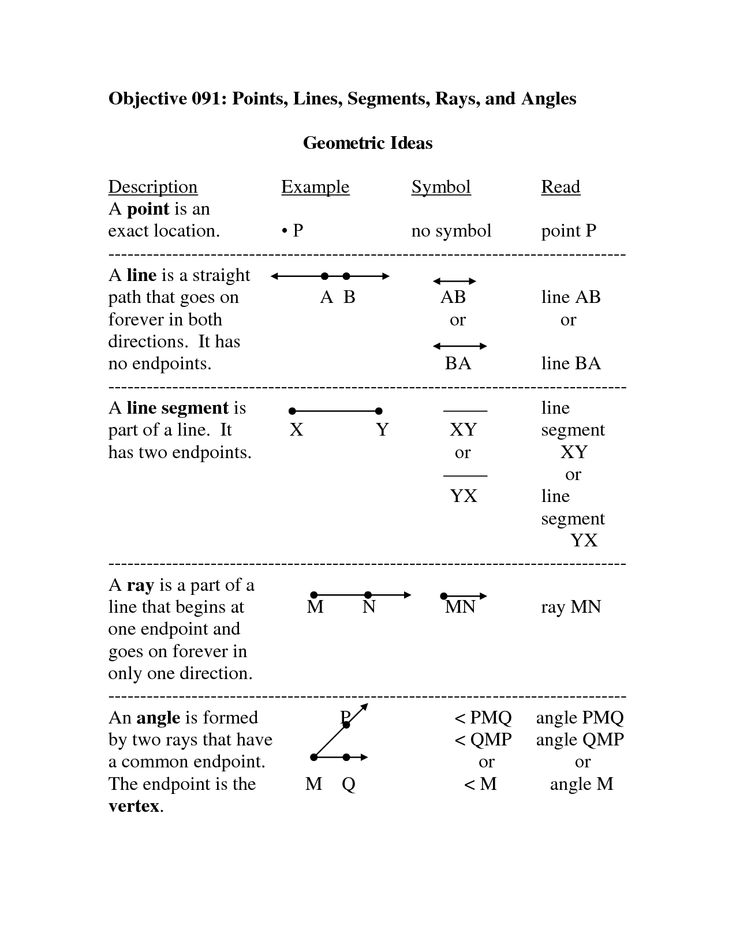 Objective 091: Points, Lines, Segments, Rays, and Angles
Geometric Ideas
Description Example Symbol Read
A point is an
exact location. • P no symbol point P
A line is a straight
path that goes on A B AB line AB
forever in both or or
directions. It has
no endpoints. BA line BA
A line segment is line
part of a line. It X Y XY segment
has two endpoints. or XY
or
YX line
segment
YX
A ray is a part of a
line that begins at M N MN ray MN
one endpoint and
goes on forever in
only one direction.
An angle is formed P < PMQ angle PMQ
by two rays that have < QMP angle QMP
a common endpoint. or or
The endpoint is the M Q < M angle M
vertex.